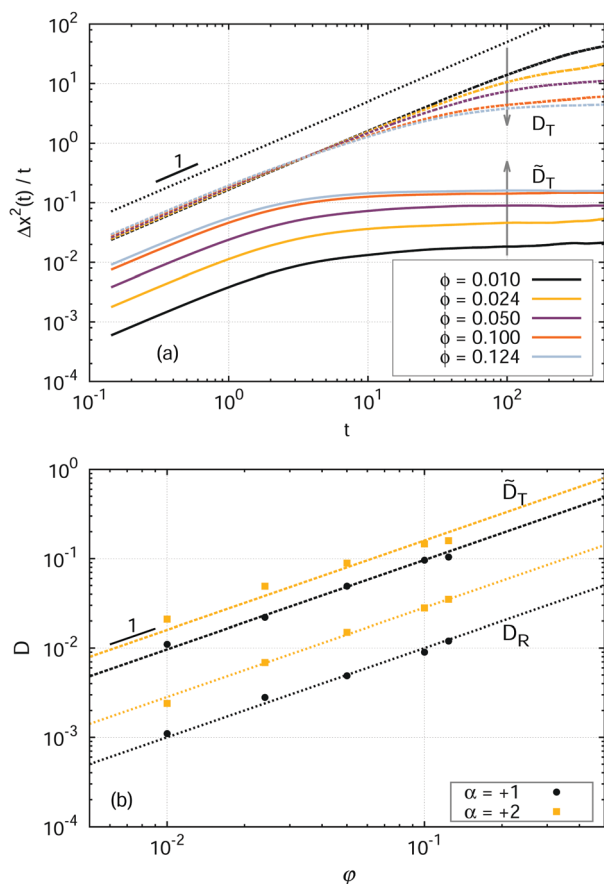 10²
10¹
10⁰
10⁻¹
10⁻²
10⁻³
10⁻⁴
Δx²(t) / t
1
D_T
D̃_T
ϕ = 0.010
ϕ = 0.024
ϕ = 0.050
ϕ = 0.100
ϕ = 0.124
(a)
10⁻¹ 10⁰ 10¹ 10²
t
10⁰
10⁻¹
10⁻²
10⁻³
10⁻⁴
D
D̃_T
1
D_R
(b)
α = +1
α = +2
10⁻² 10⁻¹
φ